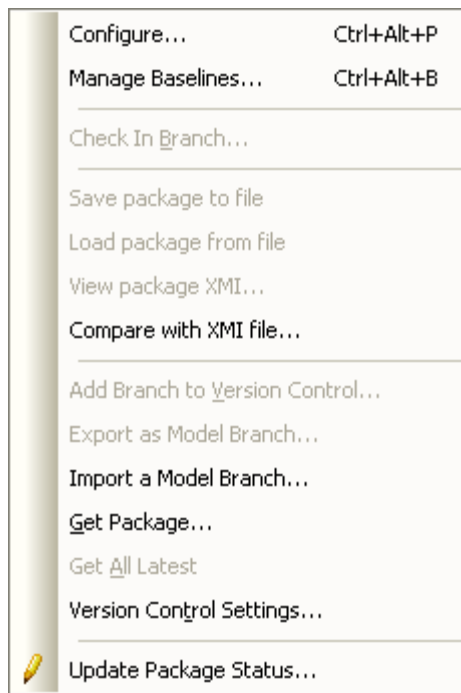 Configure... Ctrl+Alt+P
Manage Baselines... Ctrl+Alt+B
Check In Branch...
Save package to file
Load package from file
View package XMI...
Compare with XMI file...
Add Branch to Version Control...
Export as Model Branch...
Import a Model Branch...
Get Package...
Get All Latest
Version Control Settings...
Update Package Status...